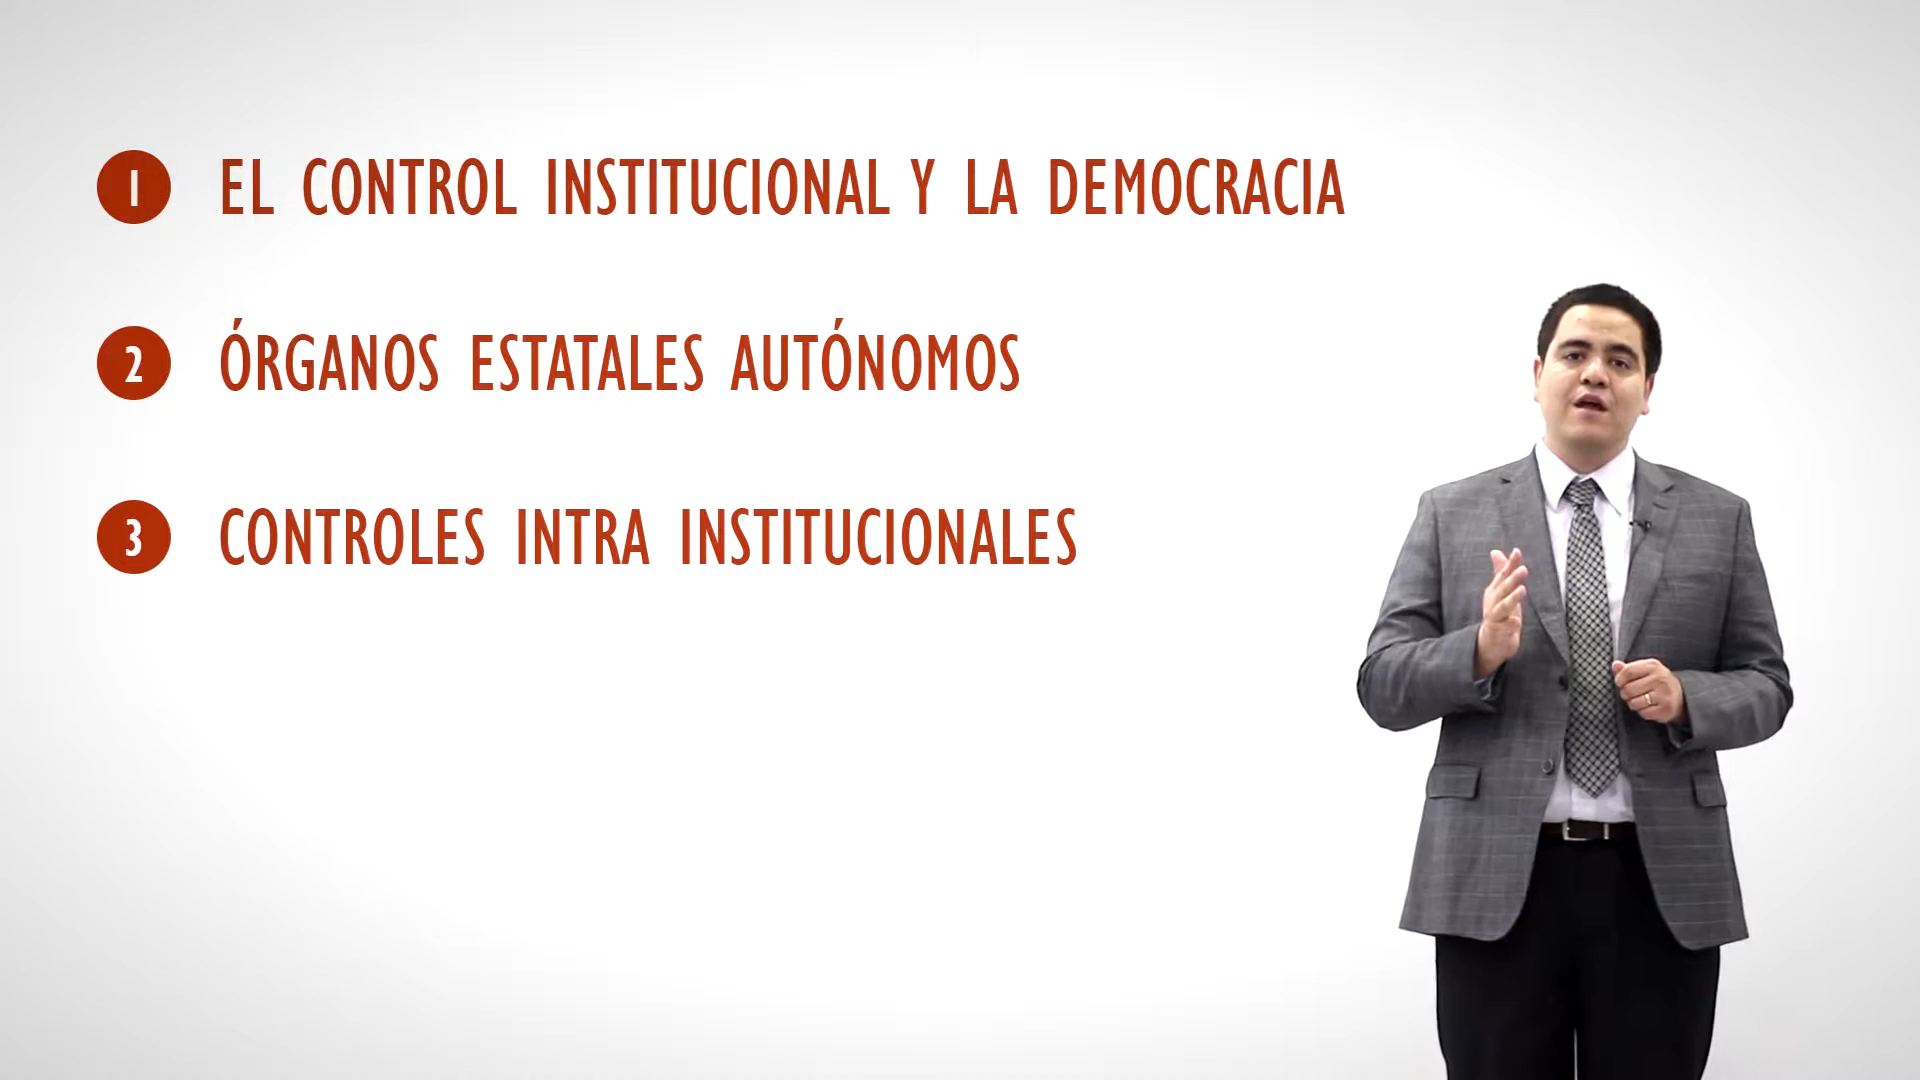 1 EL CONTROL INSTITUCIONAL Y LA DEMOCRACIA
2 ÓRGANOS ESTATALES AUTÓNOMOS
3 CONTROLES INTRA INSTITUCIONALES